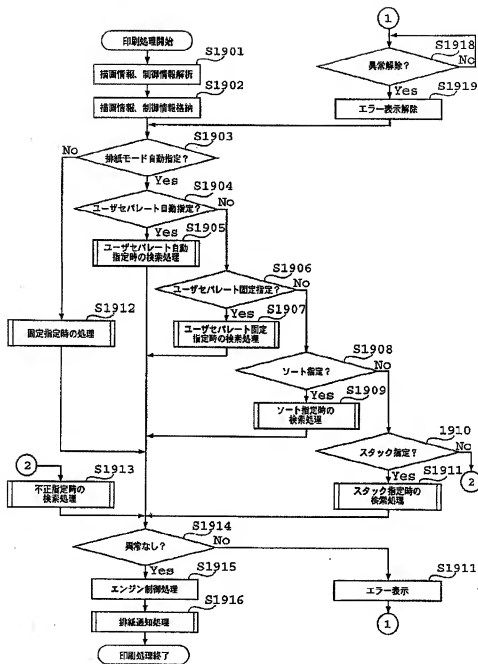 印刷処理開始
S1901
描画情報、制御情報解析
S1902
描画情報、制御情報格納
1
S1918
異常解除?
No
Yes
S1919
エラー表示解除
S1903
No
排紙モード自動指定?
Yes
S1904
ユーザセパレート自動指定?
No
Yes
S1905
ユーザセパレート自動
指定時の検索処理
S1906
ユーザセパレート固定指定?
No
Yes
S1907
ユーザセパレート固定
指定時の検索処理
S1912
固定指定時の処理
S1908
ソート指定?
No
Yes
S1909
ソート指定時の
検索処理
1910
スタック指定?
No
2
Yes
S1911
スタック指定時の
検索処理
2
S1913
不正指定時の
検索処理
S1914
異常なし?
No
Yes
S1915
エンジン制御処理
S1916
排紙通知処理
印刷処理終了
S1911
エラー表示
1